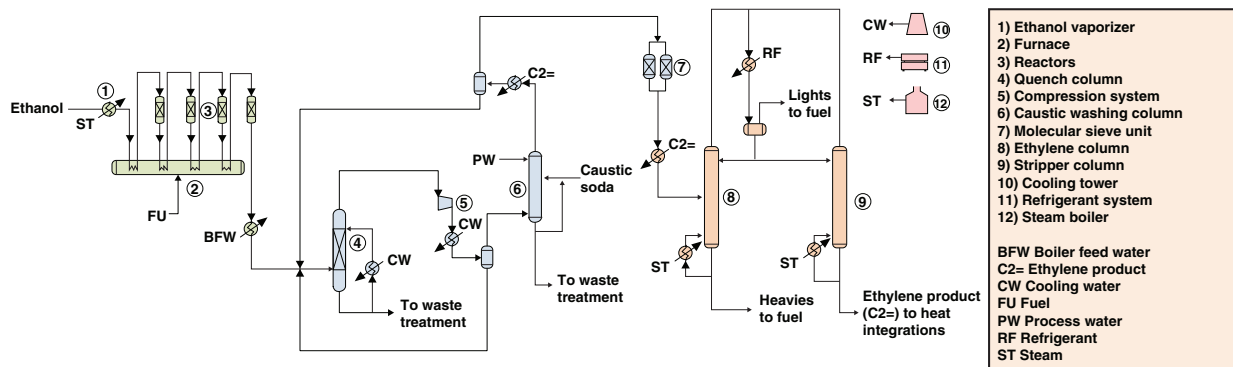 Ethanol
1
ST
3
2
FU
BFW
4
CW
To waste
treatment
5
CW
C2=
PW
6
Caustic
soda
To waste
treatment
7
C2=
RF
Lights
to fuel
8
ST
Heavies
to fuel
9
ST
Ethylene product
(C2=) to heat
integrations
CW
10
RF
11
ST
12
1) Ethanol vaporizer
2) Furnace
3) Reactors
4) Quench column
5) Compression system
6) Caustic washing column
7) Molecular sieve unit
8) Ethylene column
9) Stripper column
10) Cooling tower
11) Refrigerant system
12) Steam boiler
BFW Boiler feed water
C2= Ethylene product
CW Cooling water
FU Fuel
PW Process water
RF Refrigerant
ST Steam